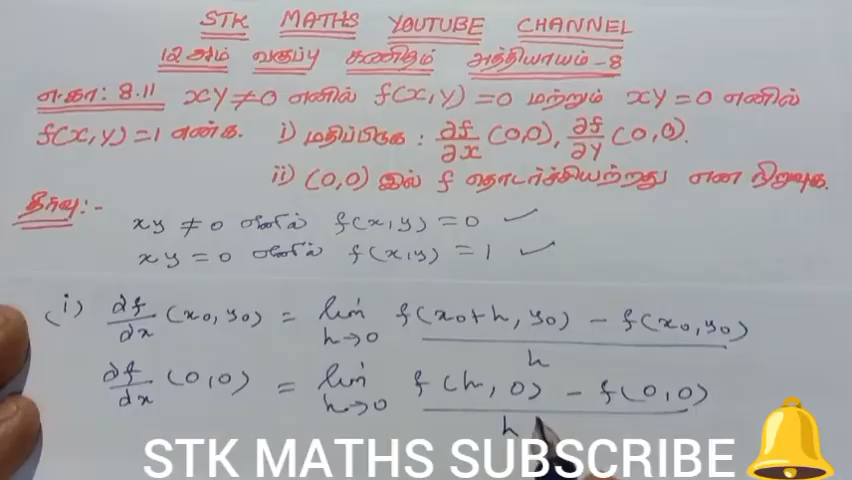 STK MATHS YOUTUBE CHANNEL
12 ஆம் வகுப்பு கணிதம் அத்தியாயம் - 8
எ.கா: 8.11 xy ≠ 0 எனில் f(x,y) = 0 மற்றும் xy = 0 எனில்
f(x,y) = 1 என்க. i) மதிப்பிடுக : ∂f/∂x (0,0), ∂f/∂y (0,0).
ii) (0,0) இல் f தொடர்ச்சியற்றது என நிறுவுக.
தீர்வு:-
xy ≠ 0 எனில் f(x,y) = 0 ✓
xy = 0 எனில் f(x,y) = 1 ✓
(i) ∂f/∂x (x₀,y₀) = lim h→0 f(x₀+h, y₀) - f(x₀,y₀) / h
∂f/∂x (0,0) = lim h→0 f(h,0) - f(0,0) / h
STK MATHS SUBSCRIBE